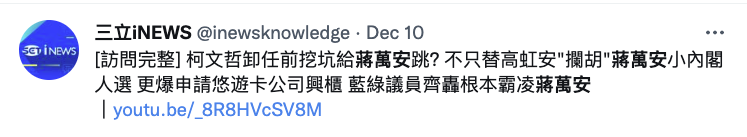 三立iNEWS @inewsknowledge · Dec 10
SET iNEWS
[訪問完整] 柯文哲卸任前挖坑給蔣萬安跳? 不只替高虹安"攔胡"蔣萬安小內閣
人選 更爆申請悠遊卡公司興櫃 藍綠議員齊轟根本霸凌蔣萬安
｜youtu.be/_8R8HVcSV8M